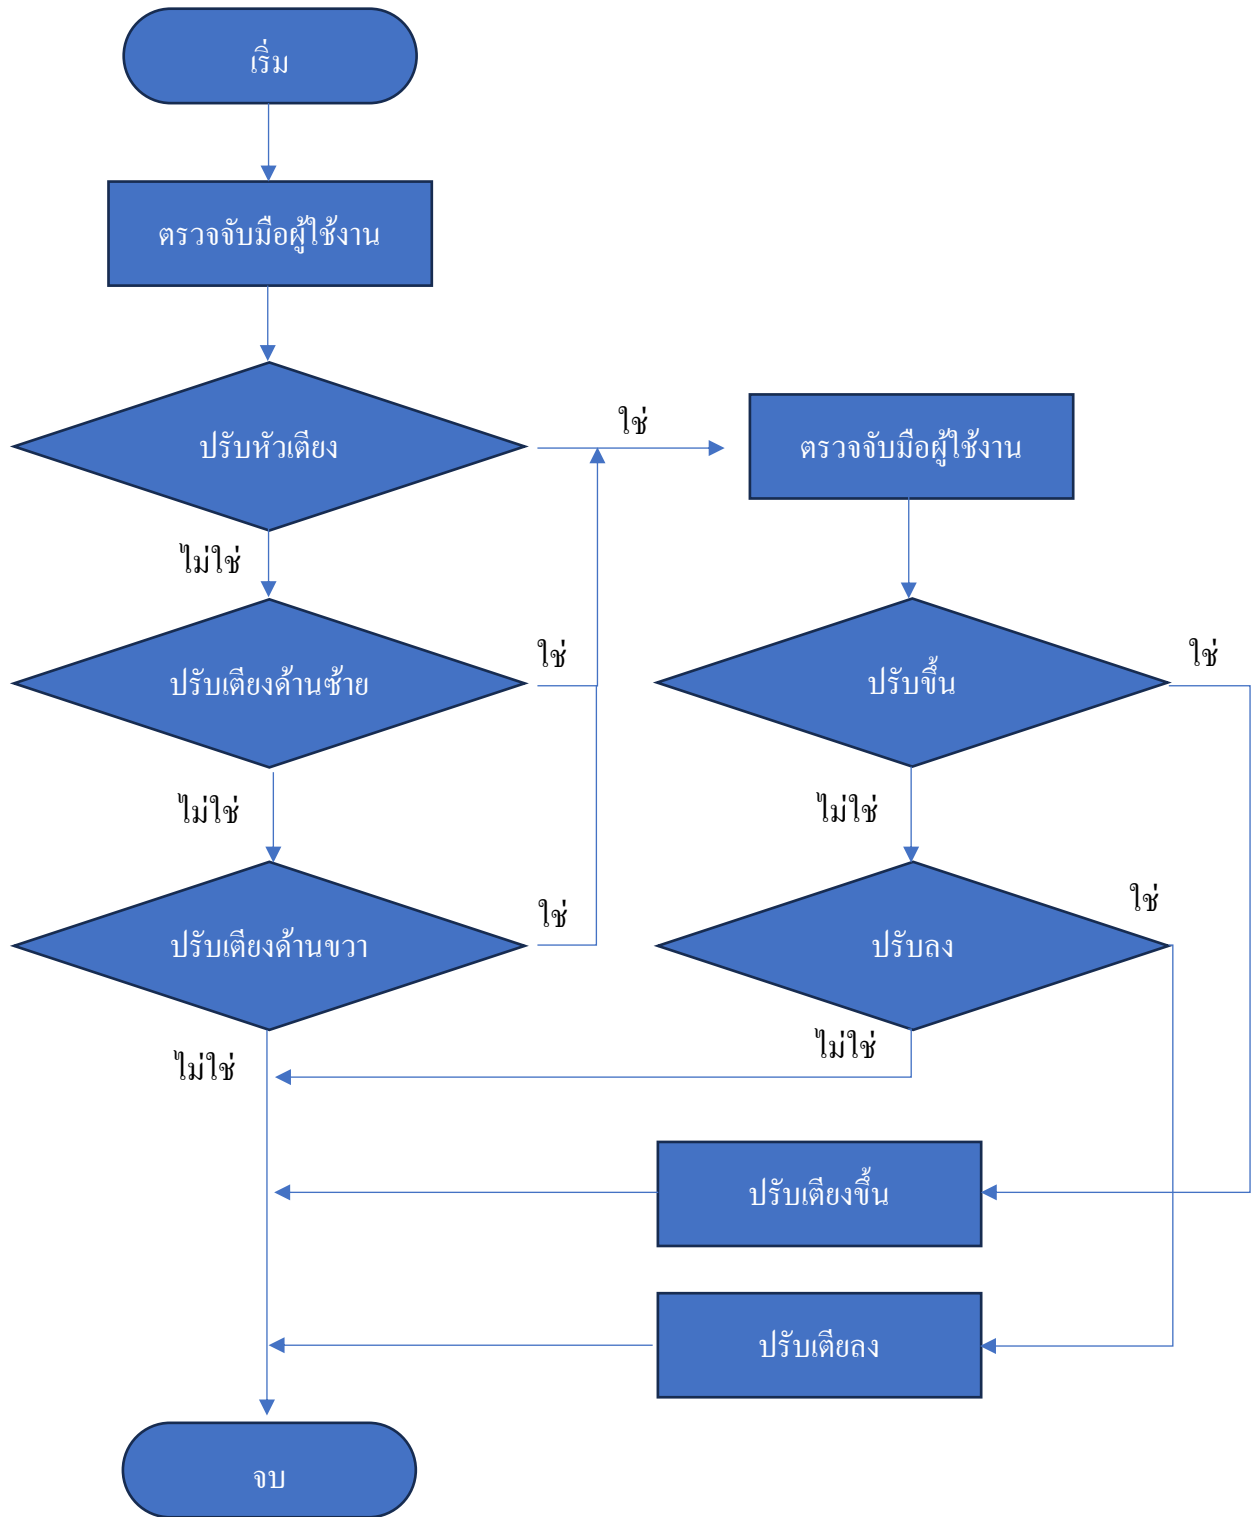 เริ่ม
ตรวจจับมือผู้ใช้งาน
ปรับหัวเตียง
ใช่
ตรวจจับมือผู้ใช้งาน
ไม่ใช่
ปรับเตียงด้านซ้าย
ใช่
ปรับขึ้น
ใช่
ไม่ใช่
ไม่ใช่
ปรับเตียงด้านขวา
ใช่
ปรับลง
ใช่
ไม่ใช่
ไม่ใช่
ปรับเตียงขึ้น
ปรับเตียลง
จบ